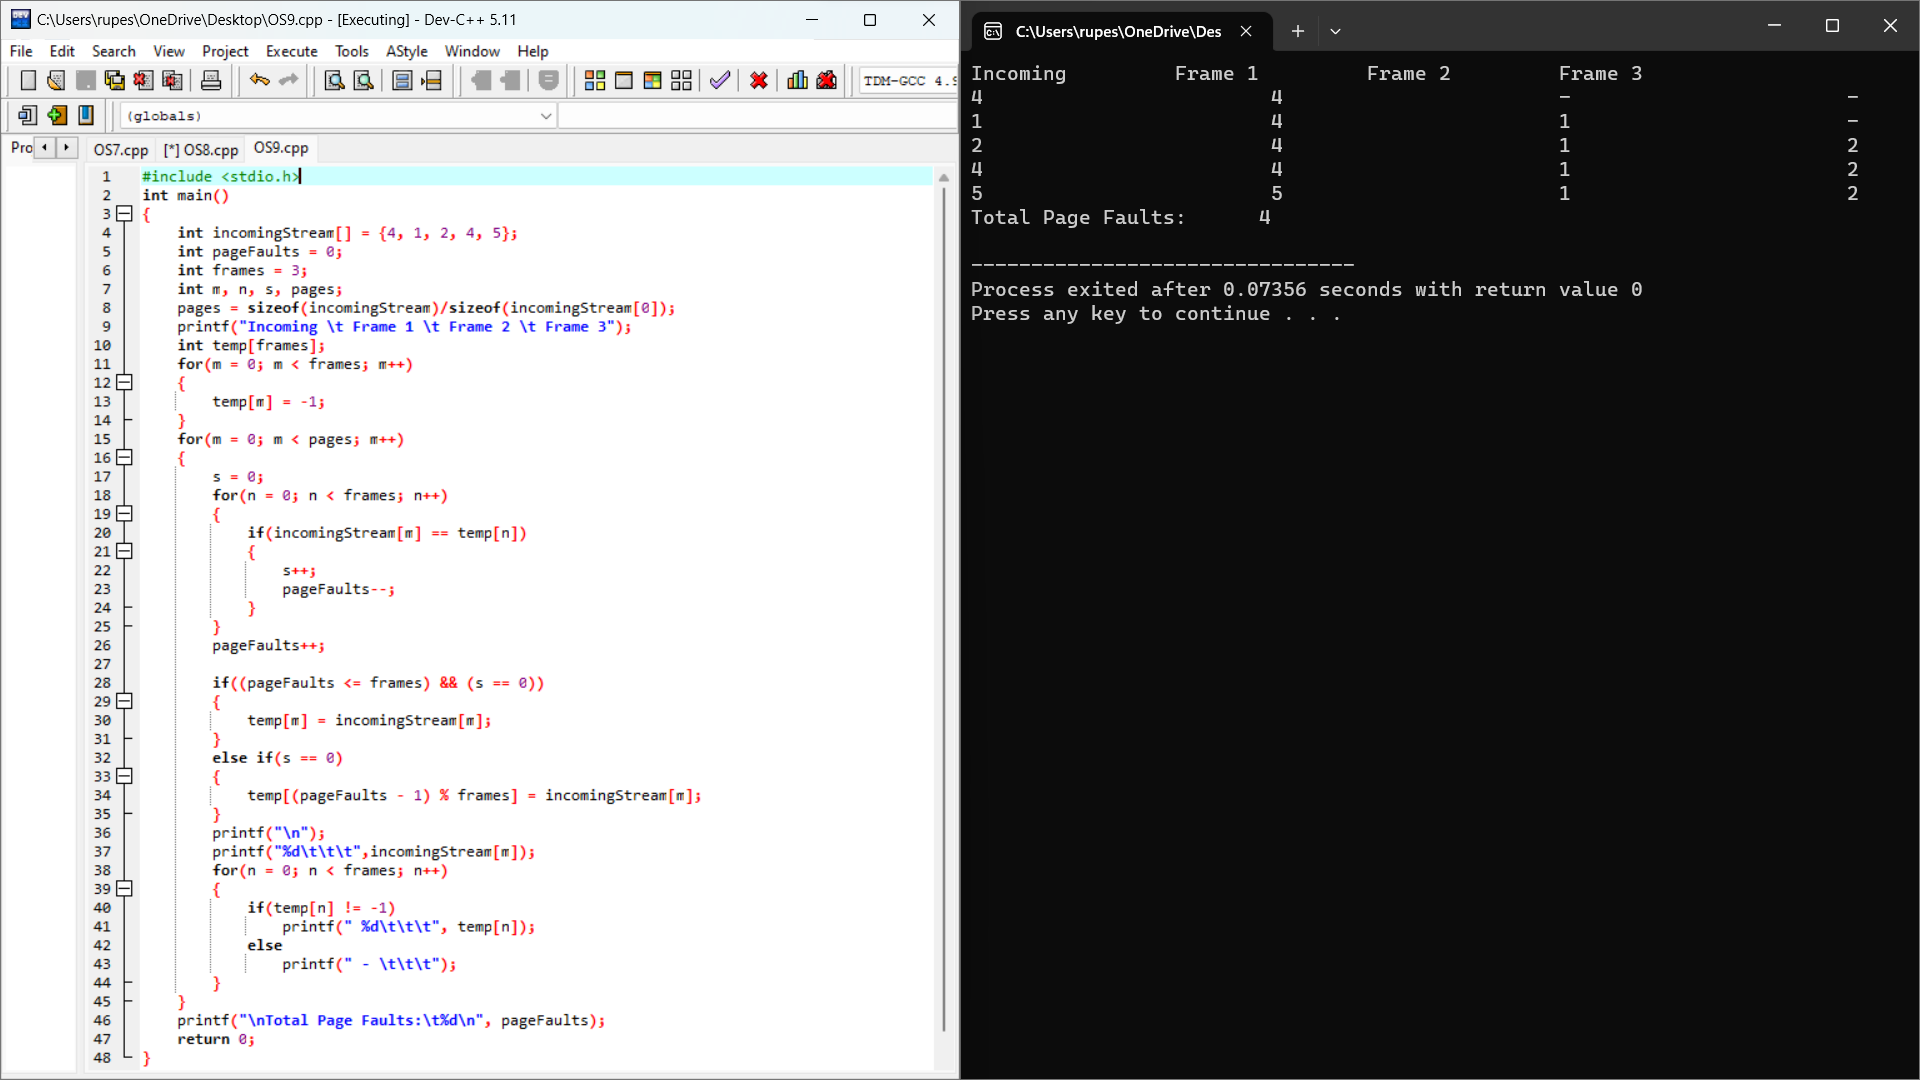 C:\Users\rupes\OneDrive\Desktop\OS9.cpp - [Executing] - Dev-C++ 5.11
File Edit Search View Project Execute Tools AStyle Window Help
TDM-GCC 4.9
(globals)
Pro
OS7.cpp [*] OS8.cpp OS9.cpp
1 #include <stdio.h>
2 int main()
3 {
4 int incomingStream[] = {4, 1, 2, 4, 5};
5 int pageFaults = 0;
6 int frames = 3;
7 int m, n, s, pages;
8 pages = sizeof(incomingStream)/sizeof(incomingStream[0]);
9 printf("Incoming \t Frame 1 \t Frame 2 \t Frame 3");
10 int temp[frames];
11 for(m = 0; m < frames; m++)
12 {
13 temp[m] = -1;
14 }
15 for(m = 0; m < pages; m++)
16 {
17 s = 0;
18 for(n = 0; n < frames; n++)
19 {
20 if(incomingStream[m] == temp[n])
21 {
22 s++;
23 pageFaults--;
24 }
25 }
26 pageFaults++;
27
28 if((pageFaults <= frames) && (s == 0))
29 {
30 temp[m] = incomingStream[m];
31 }
32 else if(s == 0)
33 {
34 temp[(pageFaults - 1) % frames] = incomingStream[m];
35 }
36 printf("\n");
37 printf("%d\t\t\t",incomingStream[m]);
38 for(n = 0; n < frames; n++)
39 {
40 if(temp[n] != -1)
41 printf(" %d\t\t\t", temp[n]);
42 else
43 printf(" - \t\t\t");
44 }
45 }
46 printf("\nTotal Page Faults:\t%d\n", pageFaults);
47 return 0;
48 }
C:\Users\rupes\OneDrive\Des
Incoming Frame 1 Frame 2 Frame 3
4 4 - -
1 4 1 -
2 4 1 2
4 4 1 2
5 5 1 2
Total Page Faults: 4
--------------------------------
Process exited after 0.07356 seconds with return value 0
Press any key to continue . . .